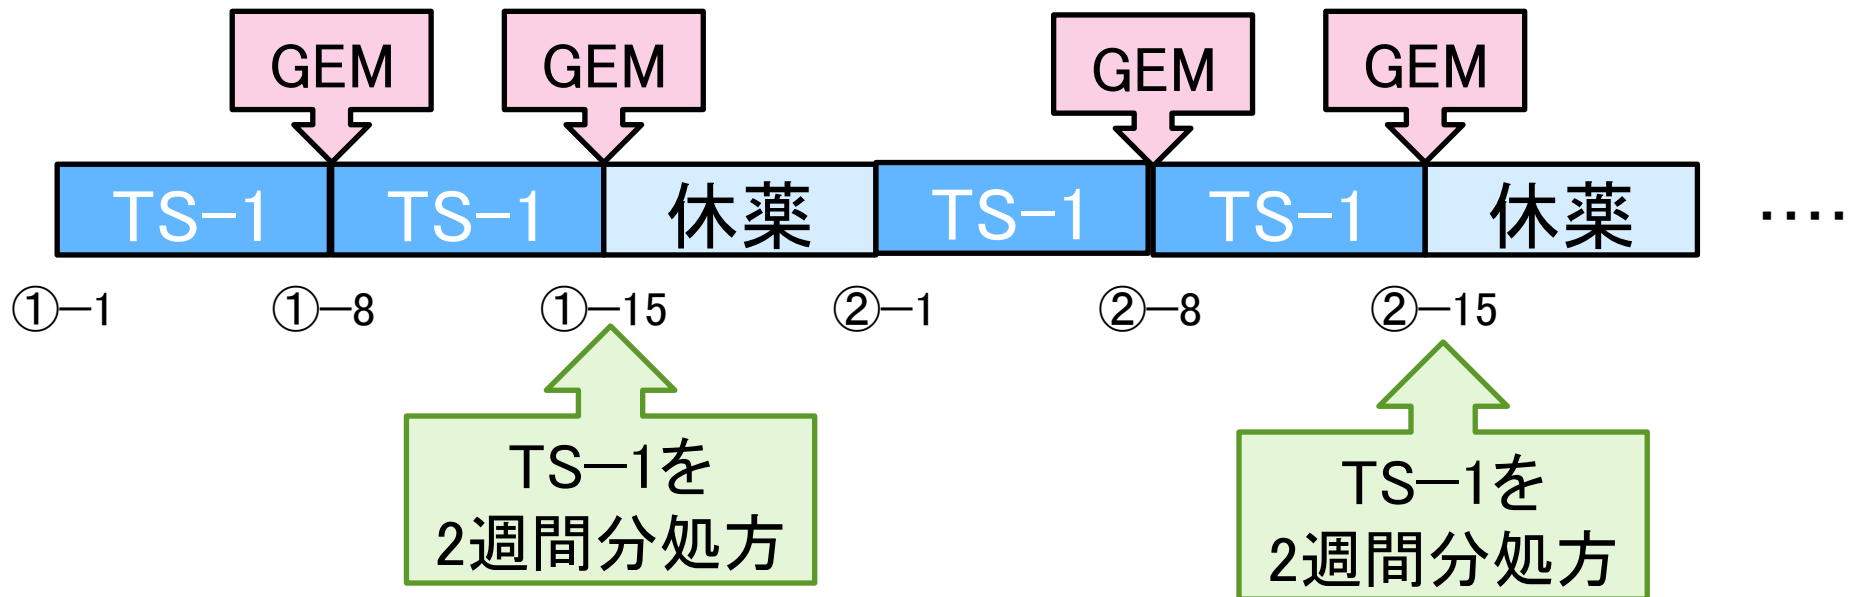 GEM GEM GEM GEM
TS-1 TS-1 休薬 TS-1 TS-1 休薬 ････
①-1 ①-8 ①-15 ②-1 ②-8 ②-15
TS-1を
2週間分処方
TS-1を
2週間分処方